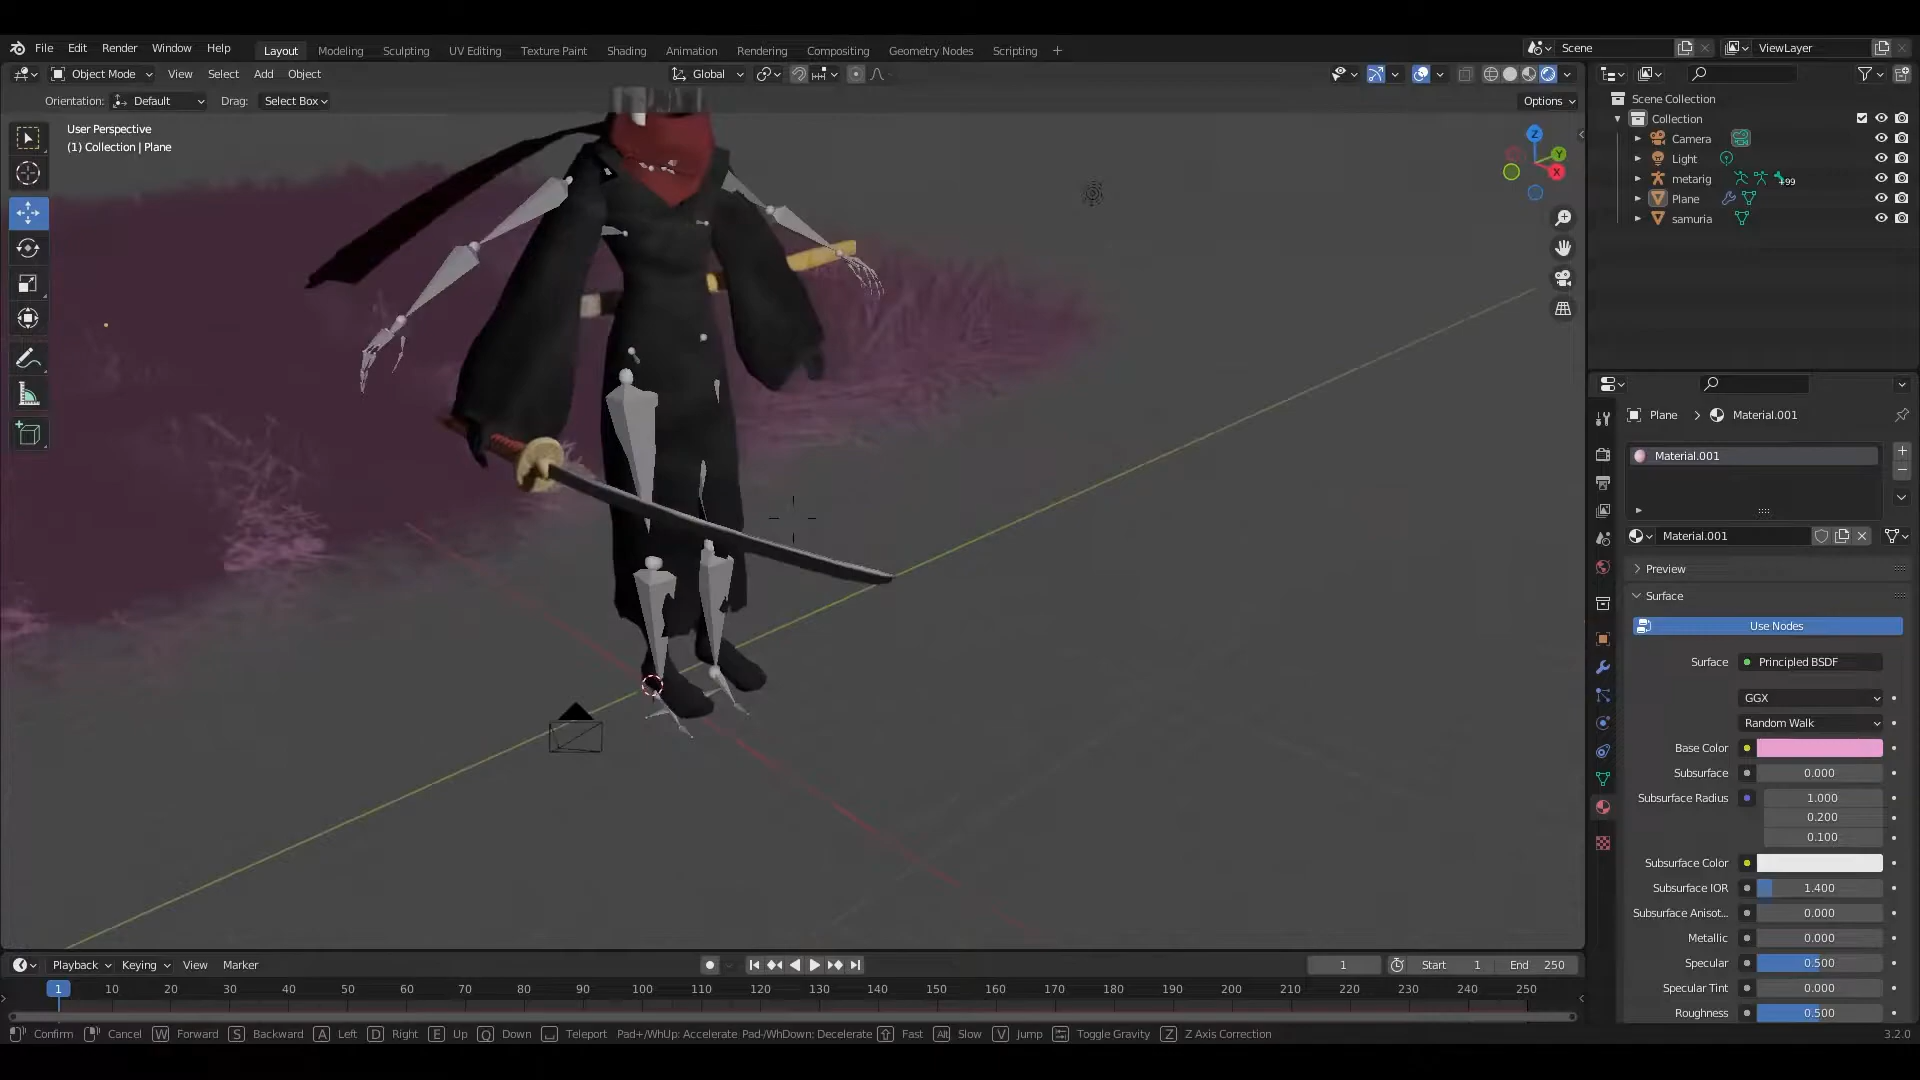 File Edit Render Window Help
Layout Modeling Sculpting UV Editing Texture Paint Shading Animation Rendering Compositing Geometry Nodes Scripting +
Scene
ViewLayer
Object Mode View Select Add Object
Global
Orientation: Default Drag: Select Box
Options
User Perspective
(1) Collection | Plane
Z
Y
X
Scene Collection
Collection
Camera
Light
metarig
+99
Plane
samuria
Plane > Material.001
Material.001
Material.001
Preview
Surface
Use Nodes
Surface Principled BSDF
GGX
Random Walk
Base Color
Subsurface 0.000
Subsurface Radius 1.000
0.200
0.100
Subsurface Color
Subsurface IOR 1.400
Subsurface Anisot... 0.000
Metallic 0.000
Specular 0.500
Specular Tint 0.000
Roughness 0.500
Playback Keying View Marker
1
Start 1 End 250
1 10 20 30 40 50 60 70 80 90 100 110 120 130 140 150 160 170 180 190 200 210 220 230 240 250
Confirm Cancel W Forward S Backward A Left D Right E Up Q Down Teleport Pad+/WhUp: Accelerate Pad-/WhDown: Decelerate Fast Alt Slow V Jump Toggle Gravity Z Z Axis Correction
3.2.0